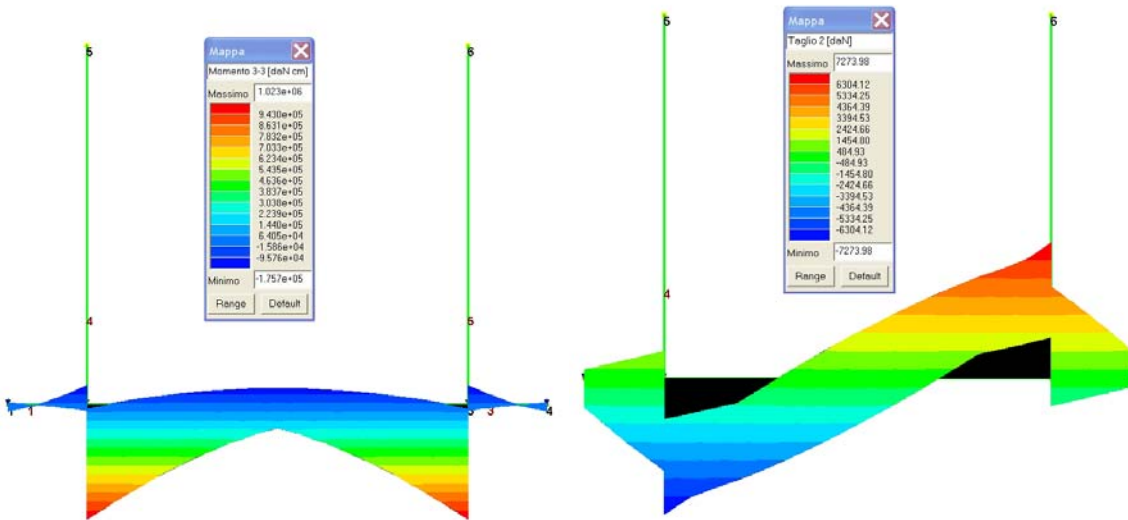 5
6
Mappa
Momento 3-3 [daN cm]
Massimo 1.023e+06
9.430e+05
8.631e+05
7.832e+05
7.033e+05
6.234e+05
5.435e+05
4.636e+05
3.837e+05
3.038e+05
2.239e+05
1.440e+05
6.405e+04
-1.586e+04
-9.576e+04
Minimo -1.757e+05
Range Default
4
5
1
3
4
5
6
Mappa
Taglio 2 [daN]
Massimo 7273.98
6304.12
5334.25
4364.39
3394.53
2424.66
1454.80
484.93
-484.93
-1454.80
-2424.66
-3394.53
-4364.39
-5334.25
-6304.12
Minimo -7273.98
Range Default
4